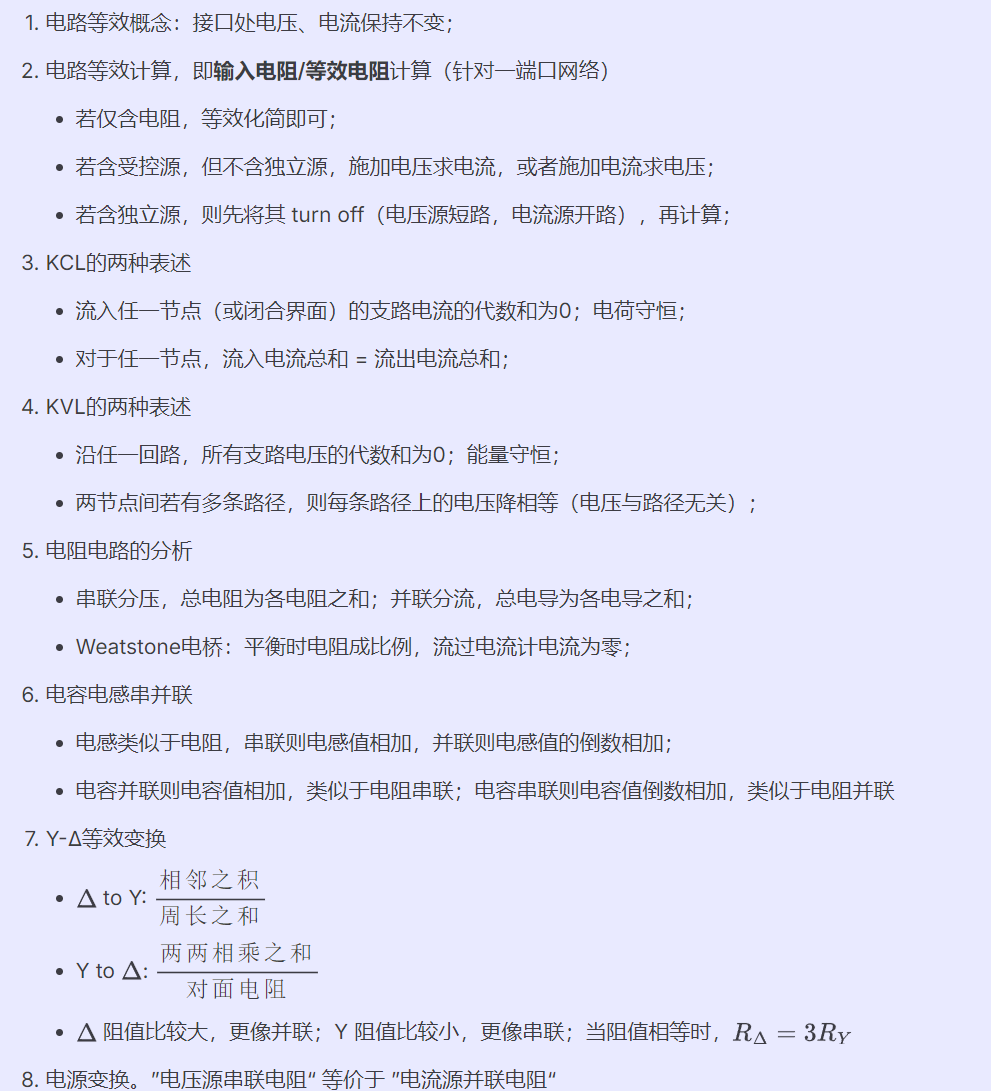 1. 电路等效概念：接口处电压、电流保持不变；
2. 电路等效计算，即输入电阻/等效电阻计算（针对一端口网络）
• 若仅含电阻，等效化简即可；
• 若含受控源，但不含独立源，施加电压求电流，或者施加电流求电压；
• 若含独立源，则先将其 turn off（电压源短路，电流源开路），再计算；
3. KCL的两种表述
• 流入任一节点（或闭合界面）的支路电流的代数和为0；电荷守恒；
• 对于任一节点，流入电流总和 = 流出电流总和；
4. KVL的两种表述
• 沿任一回路，所有支路电压的代数和为0；能量守恒；
• 两节点间若有多条路径，则每条路径上的电压降相等（电压与路径无关）；
5. 电阻电路的分析
• 串联分压，总电阻为各电阻之和；并联分流，总电导为各电导之和；
• Weatstone电桥：平衡时电阻成比例，流过电流计电流为零；
6. 电容电感串并联
• 电感类似于电阻，串联则电感值相加，并联则电感值的倒数相加；
• 电容并联则电容值相加，类似于电阻串联；电容串联则电容值倒数相加，类似于电阻并联
7. Y-Δ等效变换
• Δ to Y: 相邻之积
周长之和
• Y to Δ: 两两相乘之和
对面电阻
• Δ 阻值比较大，更像并联；Y 阻值比较小，更像串联；当阻值相等时，R_Δ = 3R_Y
8. 电源变换。”电压源串联电阻“ 等价于 ”电流源并联电阻“